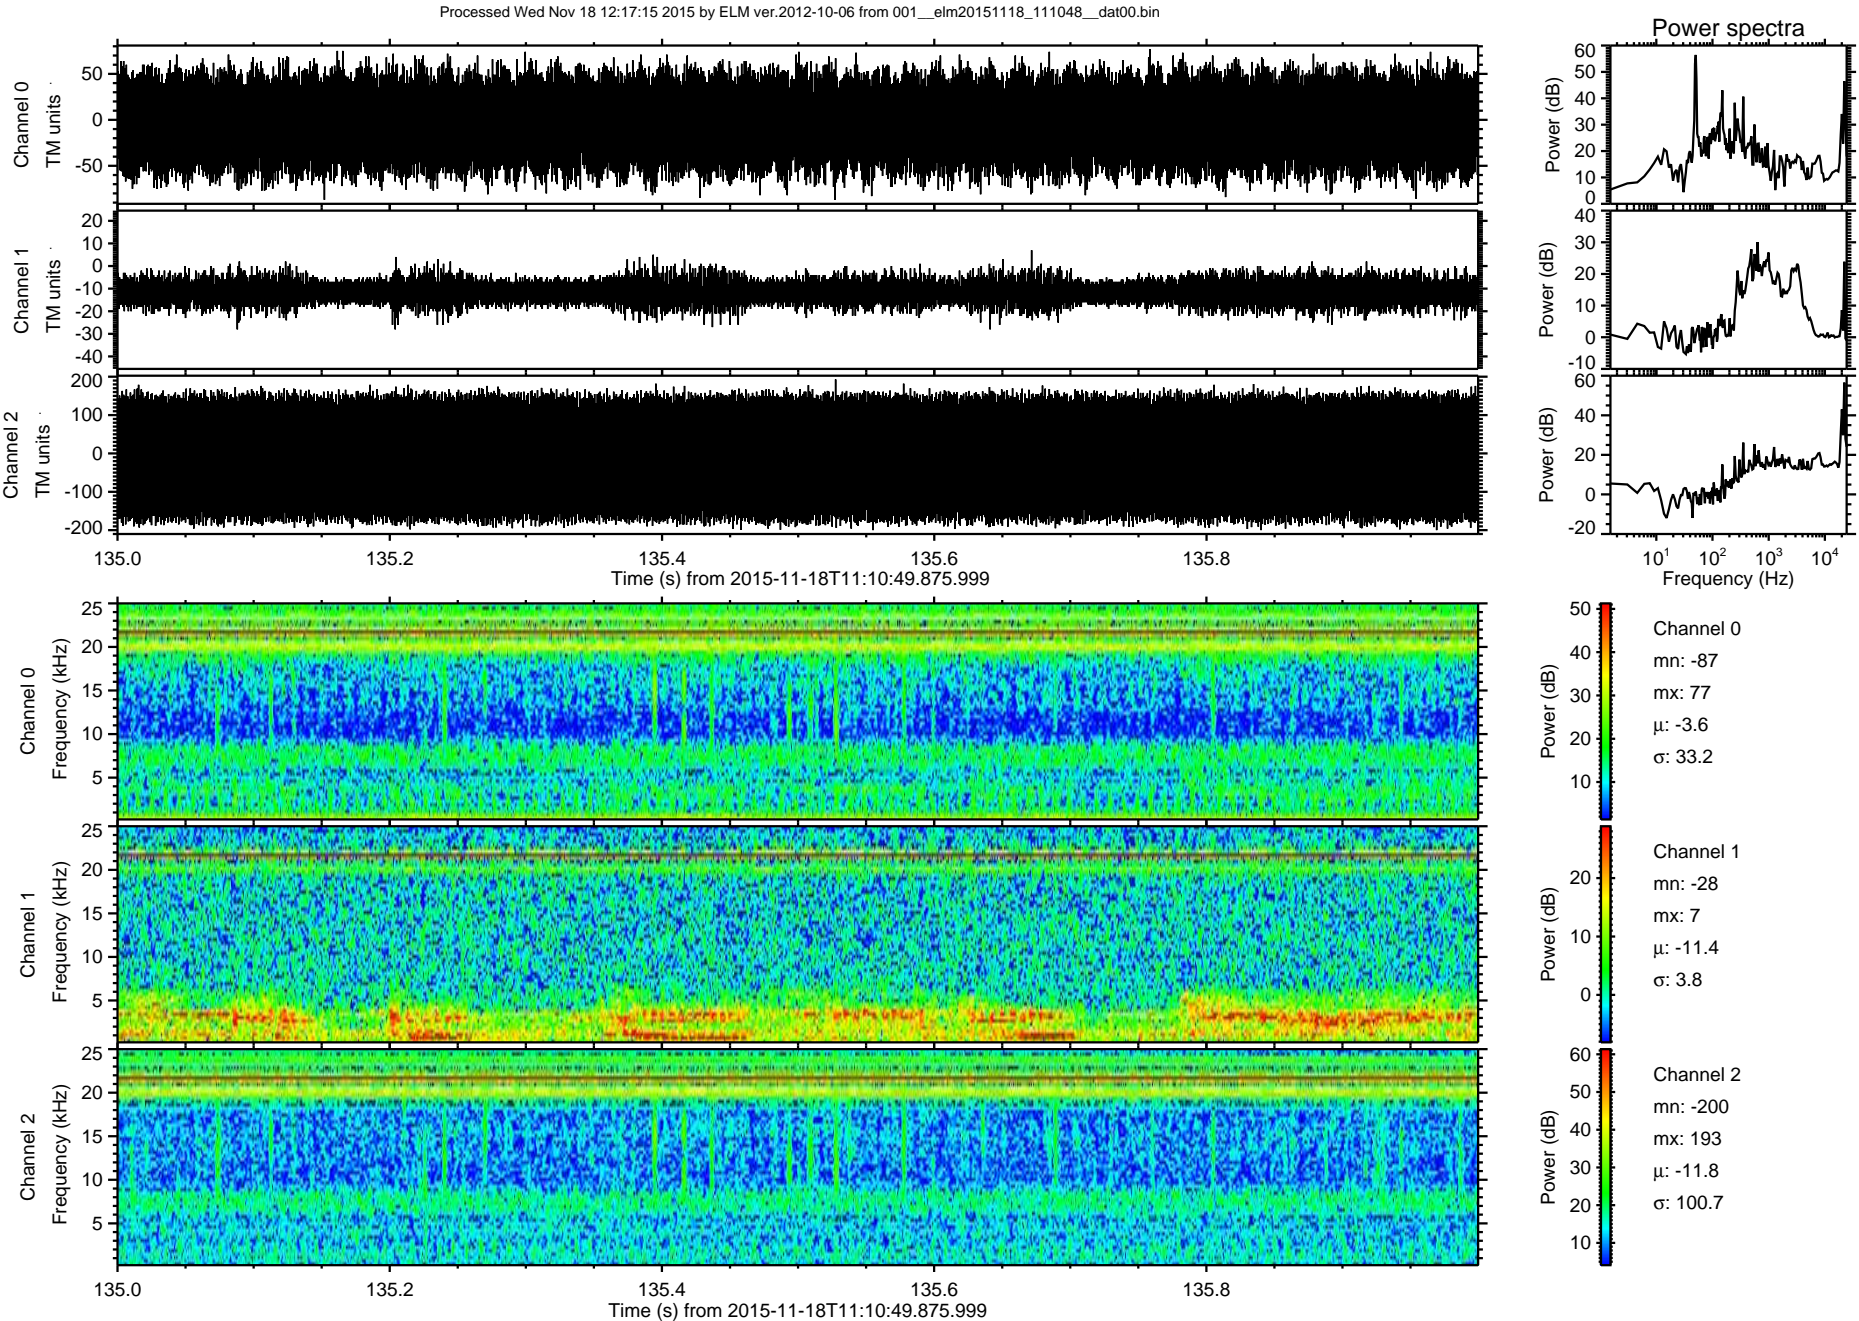 Processed Wed Nov 18 12:17:15 2015 by ELM ver.2012-10-06 from 001__elm20151118_111048__dat00.bin
Power spectra
Channel 0
TM units
50
0
-50
Power (dB)
60
50
40
30
20
10
0
Channel 1
TM units
20
10
0
-10
-20
-30
-40
Power (dB)
40
30
20
10
0
-10
Channel 2
TM units
200
100
0
-100
-200
Power (dB)
60
40
20
0
-20
135.0 135.2 135.4 135.6 135.8
Time (s) from 2015-11-18T11:10:49.875.999
10¹ 10² 10³ 10⁴
Frequency (Hz)
Channel 0
Frequency (kHz)
25
20
15
10
5
Power (dB)
50
40
30
20
10
Channel 0
mn: -87
mx: 77
μ: -3.6
σ: 33.2
Channel 1
Frequency (kHz)
25
20
15
10
5
Power (dB)
20
10
0
Channel 1
mn: -28
mx: 7
μ: -11.4
σ: 3.8
Channel 2
Frequency (kHz)
25
20
15
10
5
Power (dB)
60
50
40
30
20
10
Channel 2
mn: -200
mx: 193
μ: -11.8
σ: 100.7
135.0 135.2 135.4 135.6 135.8
Time (s) from 2015-11-18T11:10:49.875.999